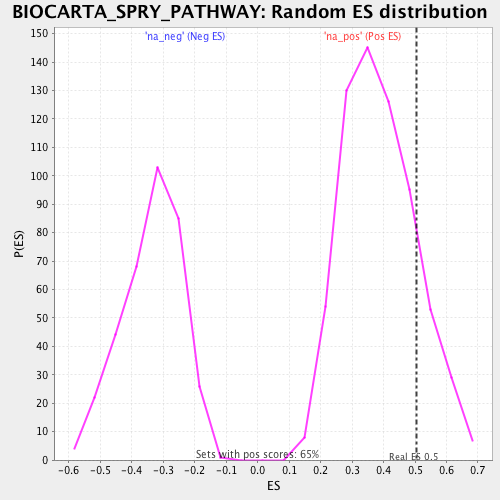 BIOCARTA_SPRY_PATHWAY: Random ES distribution
'na_neg' (Neg ES)
'na_pos' (Pos ES)
150
140
130
120
110
100
90
80
70
60
50
40
30
20
10
0
P(ES)
Sets with pos scores: 65%
Real ES 0.5
-0.6 -0.5 -0.4 -0.3 -0.2 -0.1 0.0 0.1 0.2 0.3 0.4 0.5 0.6 0.7
ES